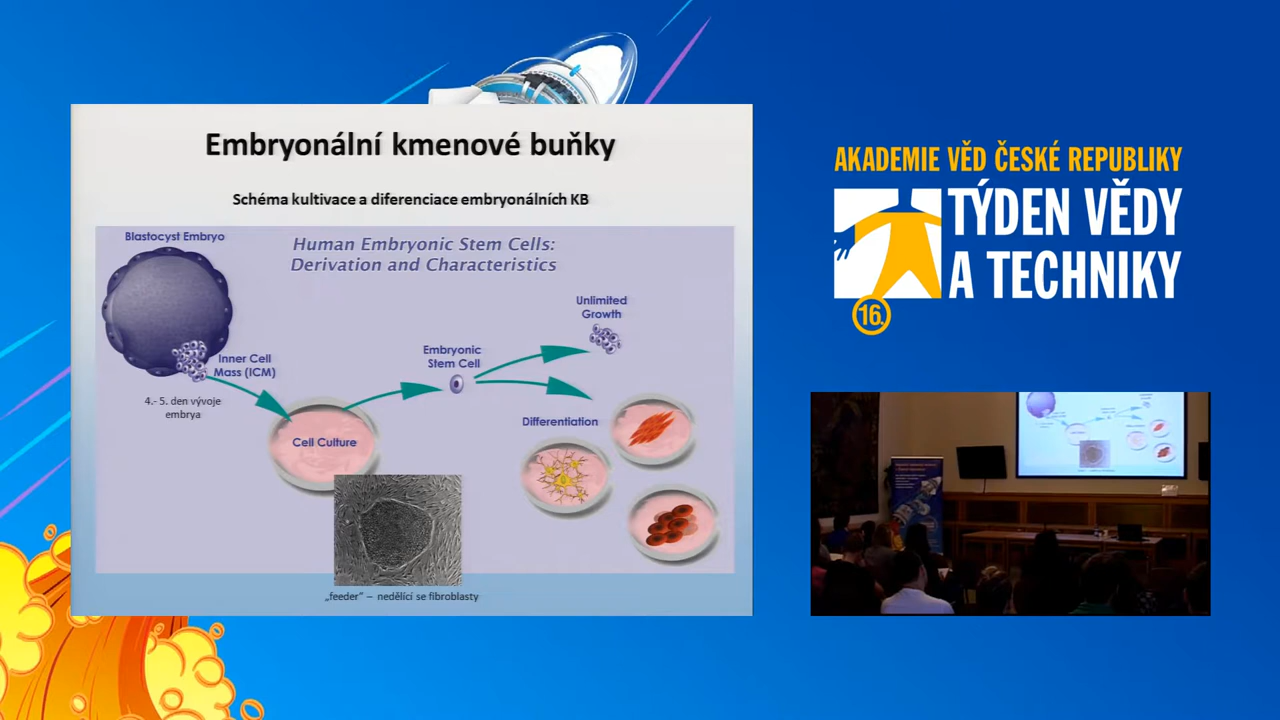 Embryonální kmenové buňky
Schéma kultivace a diferenciace embryonálních KB
Blastocyst Embryo
Human Embryonic Stem Cells:
Derivation and Characteristics
Unlimited
Growth
Inner Cell
Mass (ICM)
Embryonic
Stem Cell
4.- 5. den vývoje
embrya
Differentiation
Cell Culture
„feeder" – nedělící se fibroblasty
AKADEMIE VĚD ČESKÉ REPUBLIKY
TÝDEN VĚDY
A TECHNIKY
16.